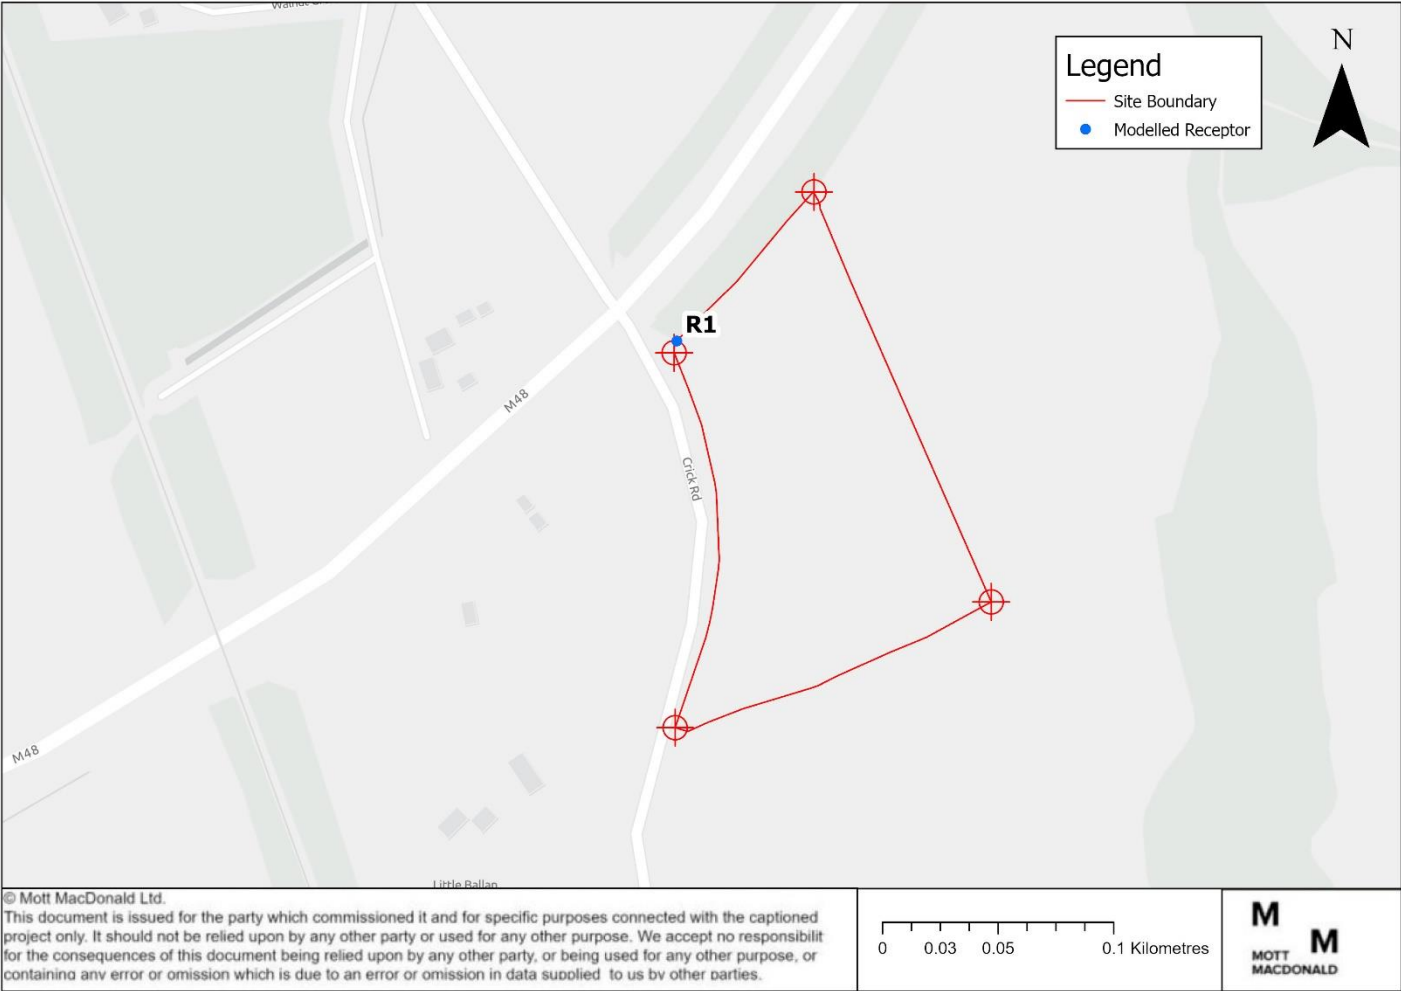 Legend
Site Boundary
Modelled Receptor
N
R1
M48
Crick Rd
M48
Little Ballan
© Mott MacDonald Ltd.
This document is issued for the party which commissioned it and for specific purposes connected with the captioned
project only. It should not be relied upon by any other party or used for any other purpose. We accept no responsibilit
for the consequences of this document being relied upon by any other party, or being used for any other purpose, or
containing any error or omission which is due to an error or omission in data supplied to us by other parties.
0 0.03 0.05 0.1 Kilometres
M
M
MOTT
MACDONALD